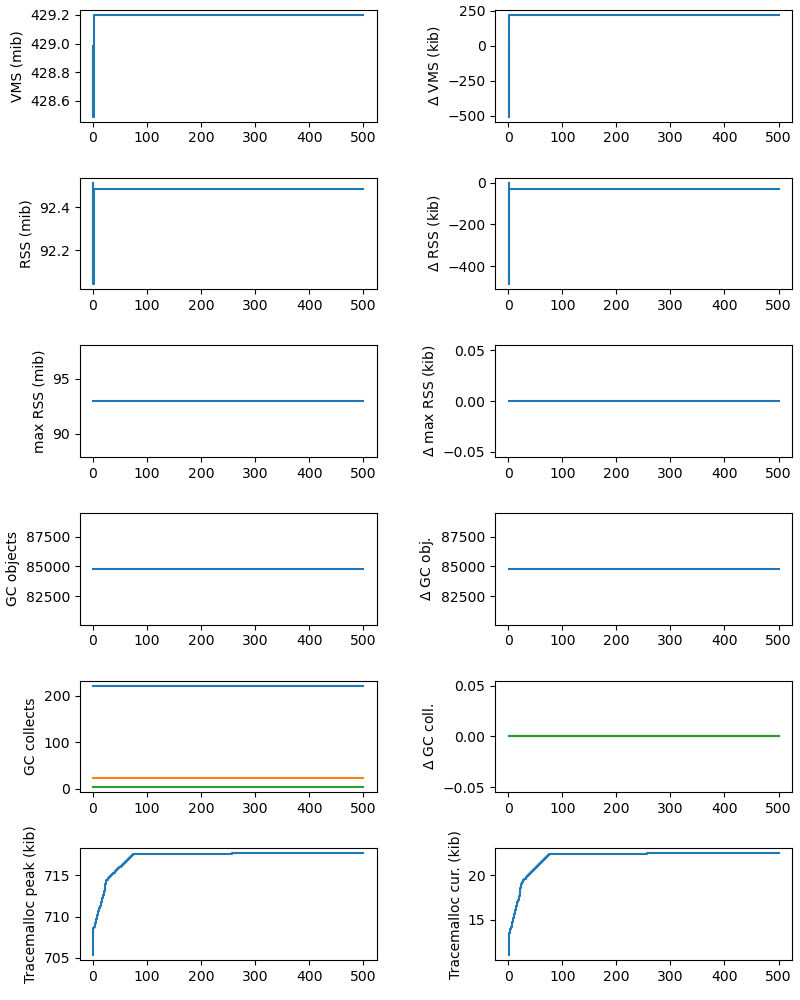 VMS (mib)
429.2
429.0
428.8
428.6
0 100 200 300 400 500
Δ VMS (kib)
250
0
−250
−500
0 100 200 300 400 500
RSS (mib)
92.4
92.2
0 100 200 300 400 500
Δ RSS (kib)
0
−200
−400
0 100 200 300 400 500
max RSS (mib)
95
90
0 100 200 300 400 500
Δ max RSS (kib)
0.05
0.00
−0.05
0 100 200 300 400 500
GC objects
87500
85000
82500
0 100 200 300 400 500
Δ GC obj.
87500
85000
82500
0 100 200 300 400 500
GC collects
200
100
0
0 100 200 300 400 500
Δ GC coll.
0.05
0.00
−0.05
0 100 200 300 400 500
Tracemalloc peak (kib)
715
710
705
0 100 200 300 400 500
Tracemalloc cur. (kib)
20
15
0 100 200 300 400 500